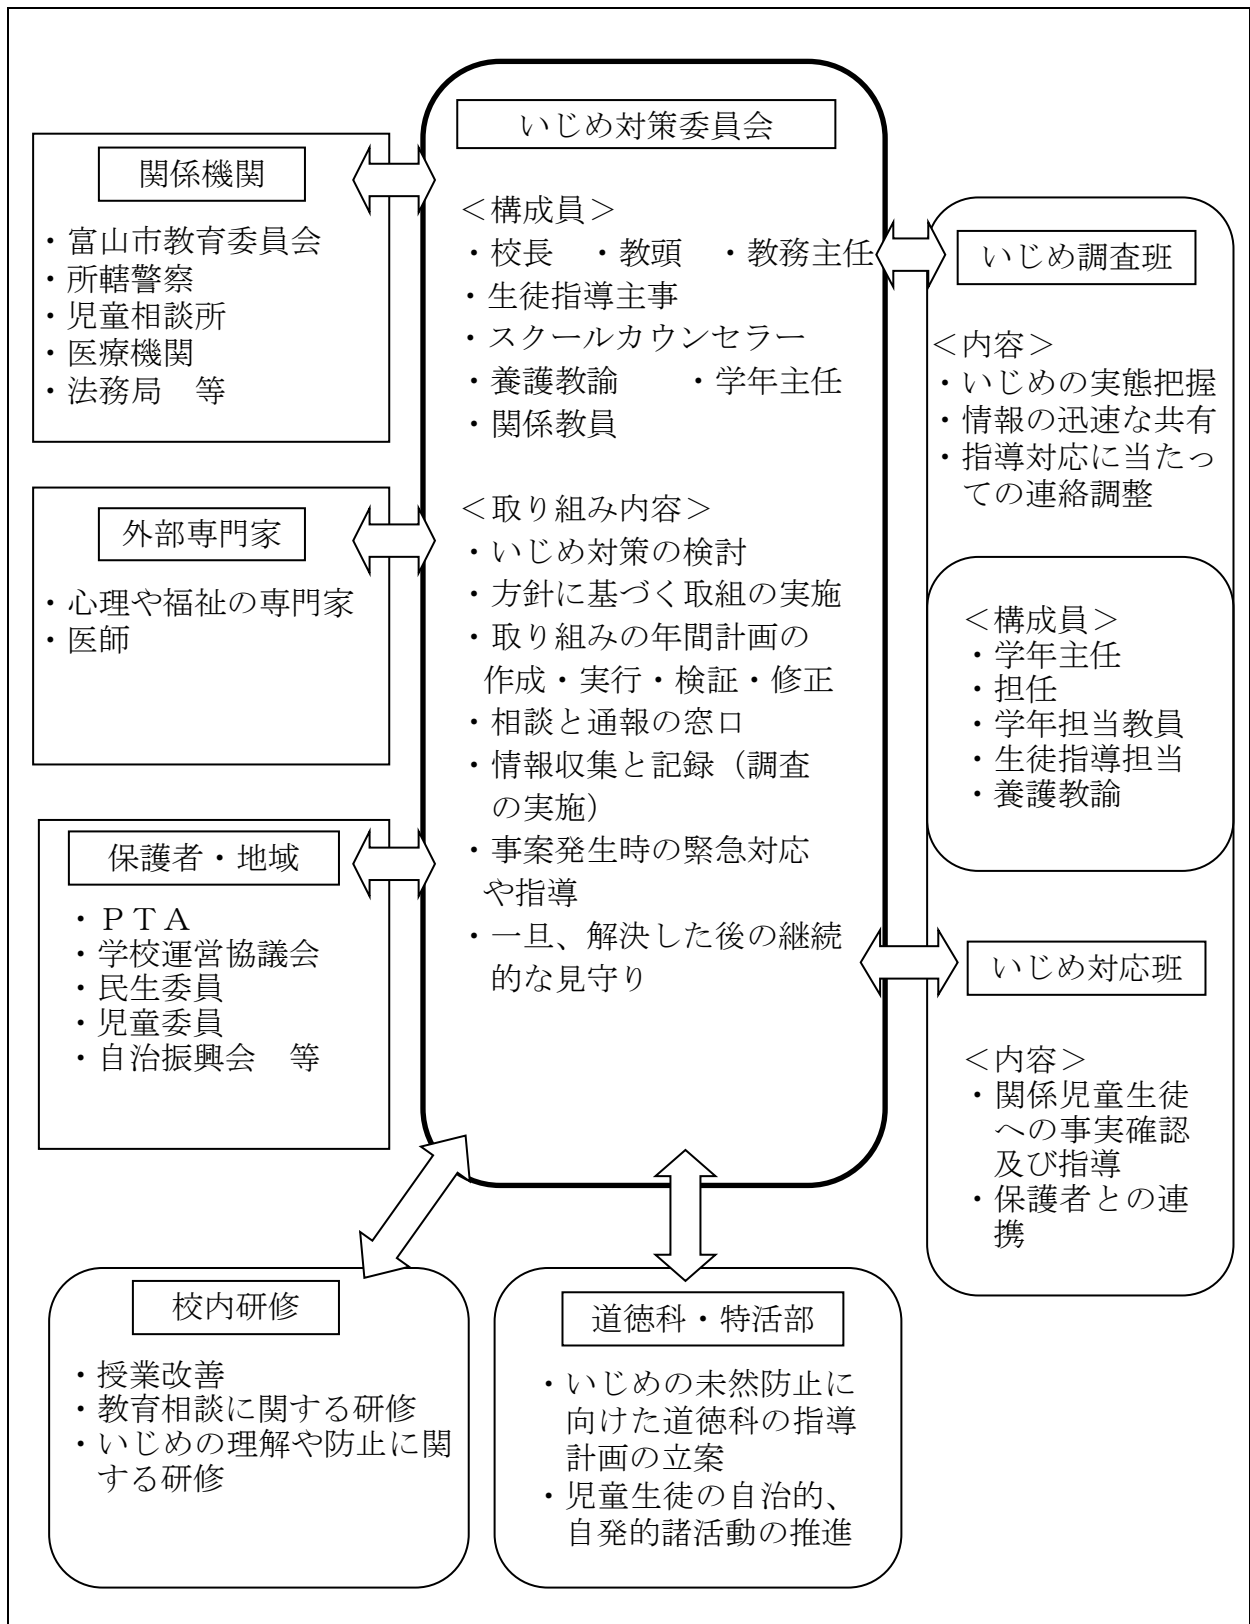 いじめ対策委員会
＜構成員＞
・校長　・教頭　・教務主任
・生徒指導主事
・スクールカウンセラー
・養護教諭　　・学年主任
・関係教員
＜取り組み内容＞
・いじめ対策の検討
・方針に基づく取組の実施
・取り組みの年間計画の
作成・実行・検証・修正
・相談と通報の窓口
・情報収集と記録（調査
の実施）
・事案発生時の緊急対応
や指導
・一旦、解決した後の継続
的な見守り
関係機関
・富山市教育委員会
・所轄警察
・児童相談所
・医療機関
・法務局　等
外部専門家
・心理や福祉の専門家
・医師
保護者・地域
・ＰＴＡ
・学校運営協議会
・民生委員
・児童委員
・自治振興会　等
いじめ調査班
＜内容＞
・いじめの実態把握
・情報の迅速な共有
・指導対応に当たっ
ての連絡調整
＜構成員＞
・学年主任
・担任
・学年担当教員
・生徒指導担当
・養護教諭
いじめ対応班
＜内容＞
・関係児童生徒
への事実確認
及び指導
・保護者との連
携
校内研修
・授業改善
・教育相談に関する研修
・いじめの理解や防止に関
する研修
道徳科・特活部
・いじめの未然防止に
向けた道徳科の指導
計画の立案
・児童生徒の自治的、
自発的諸活動の推進